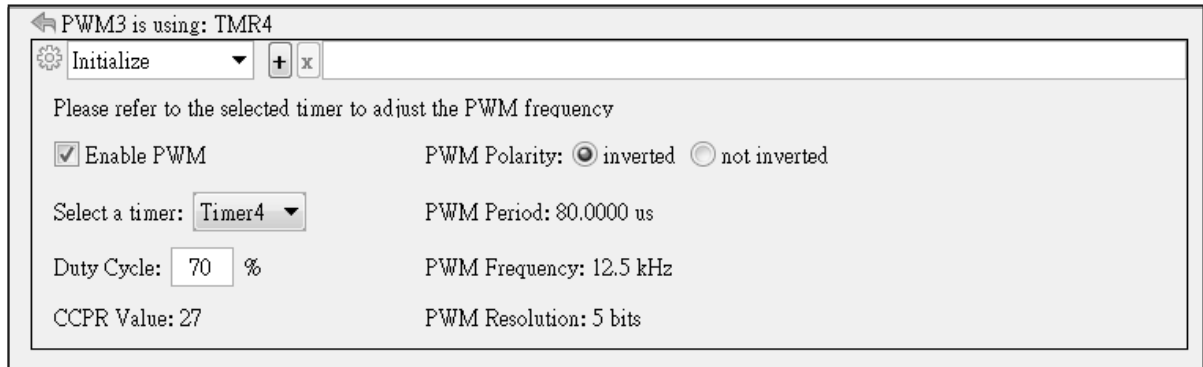 PWM3 is using: TMR4
Initialize + x
Please refer to the selected timer to adjust the PWM frequency
Enable PWM PWM Polarity: inverted not inverted
Select a timer: Timer4 PWM Period: 80.0000 us
Duty Cycle: 70 % PWM Frequency: 12.5 kHz
CCPR Value: 27 PWM Resolution: 5 bits